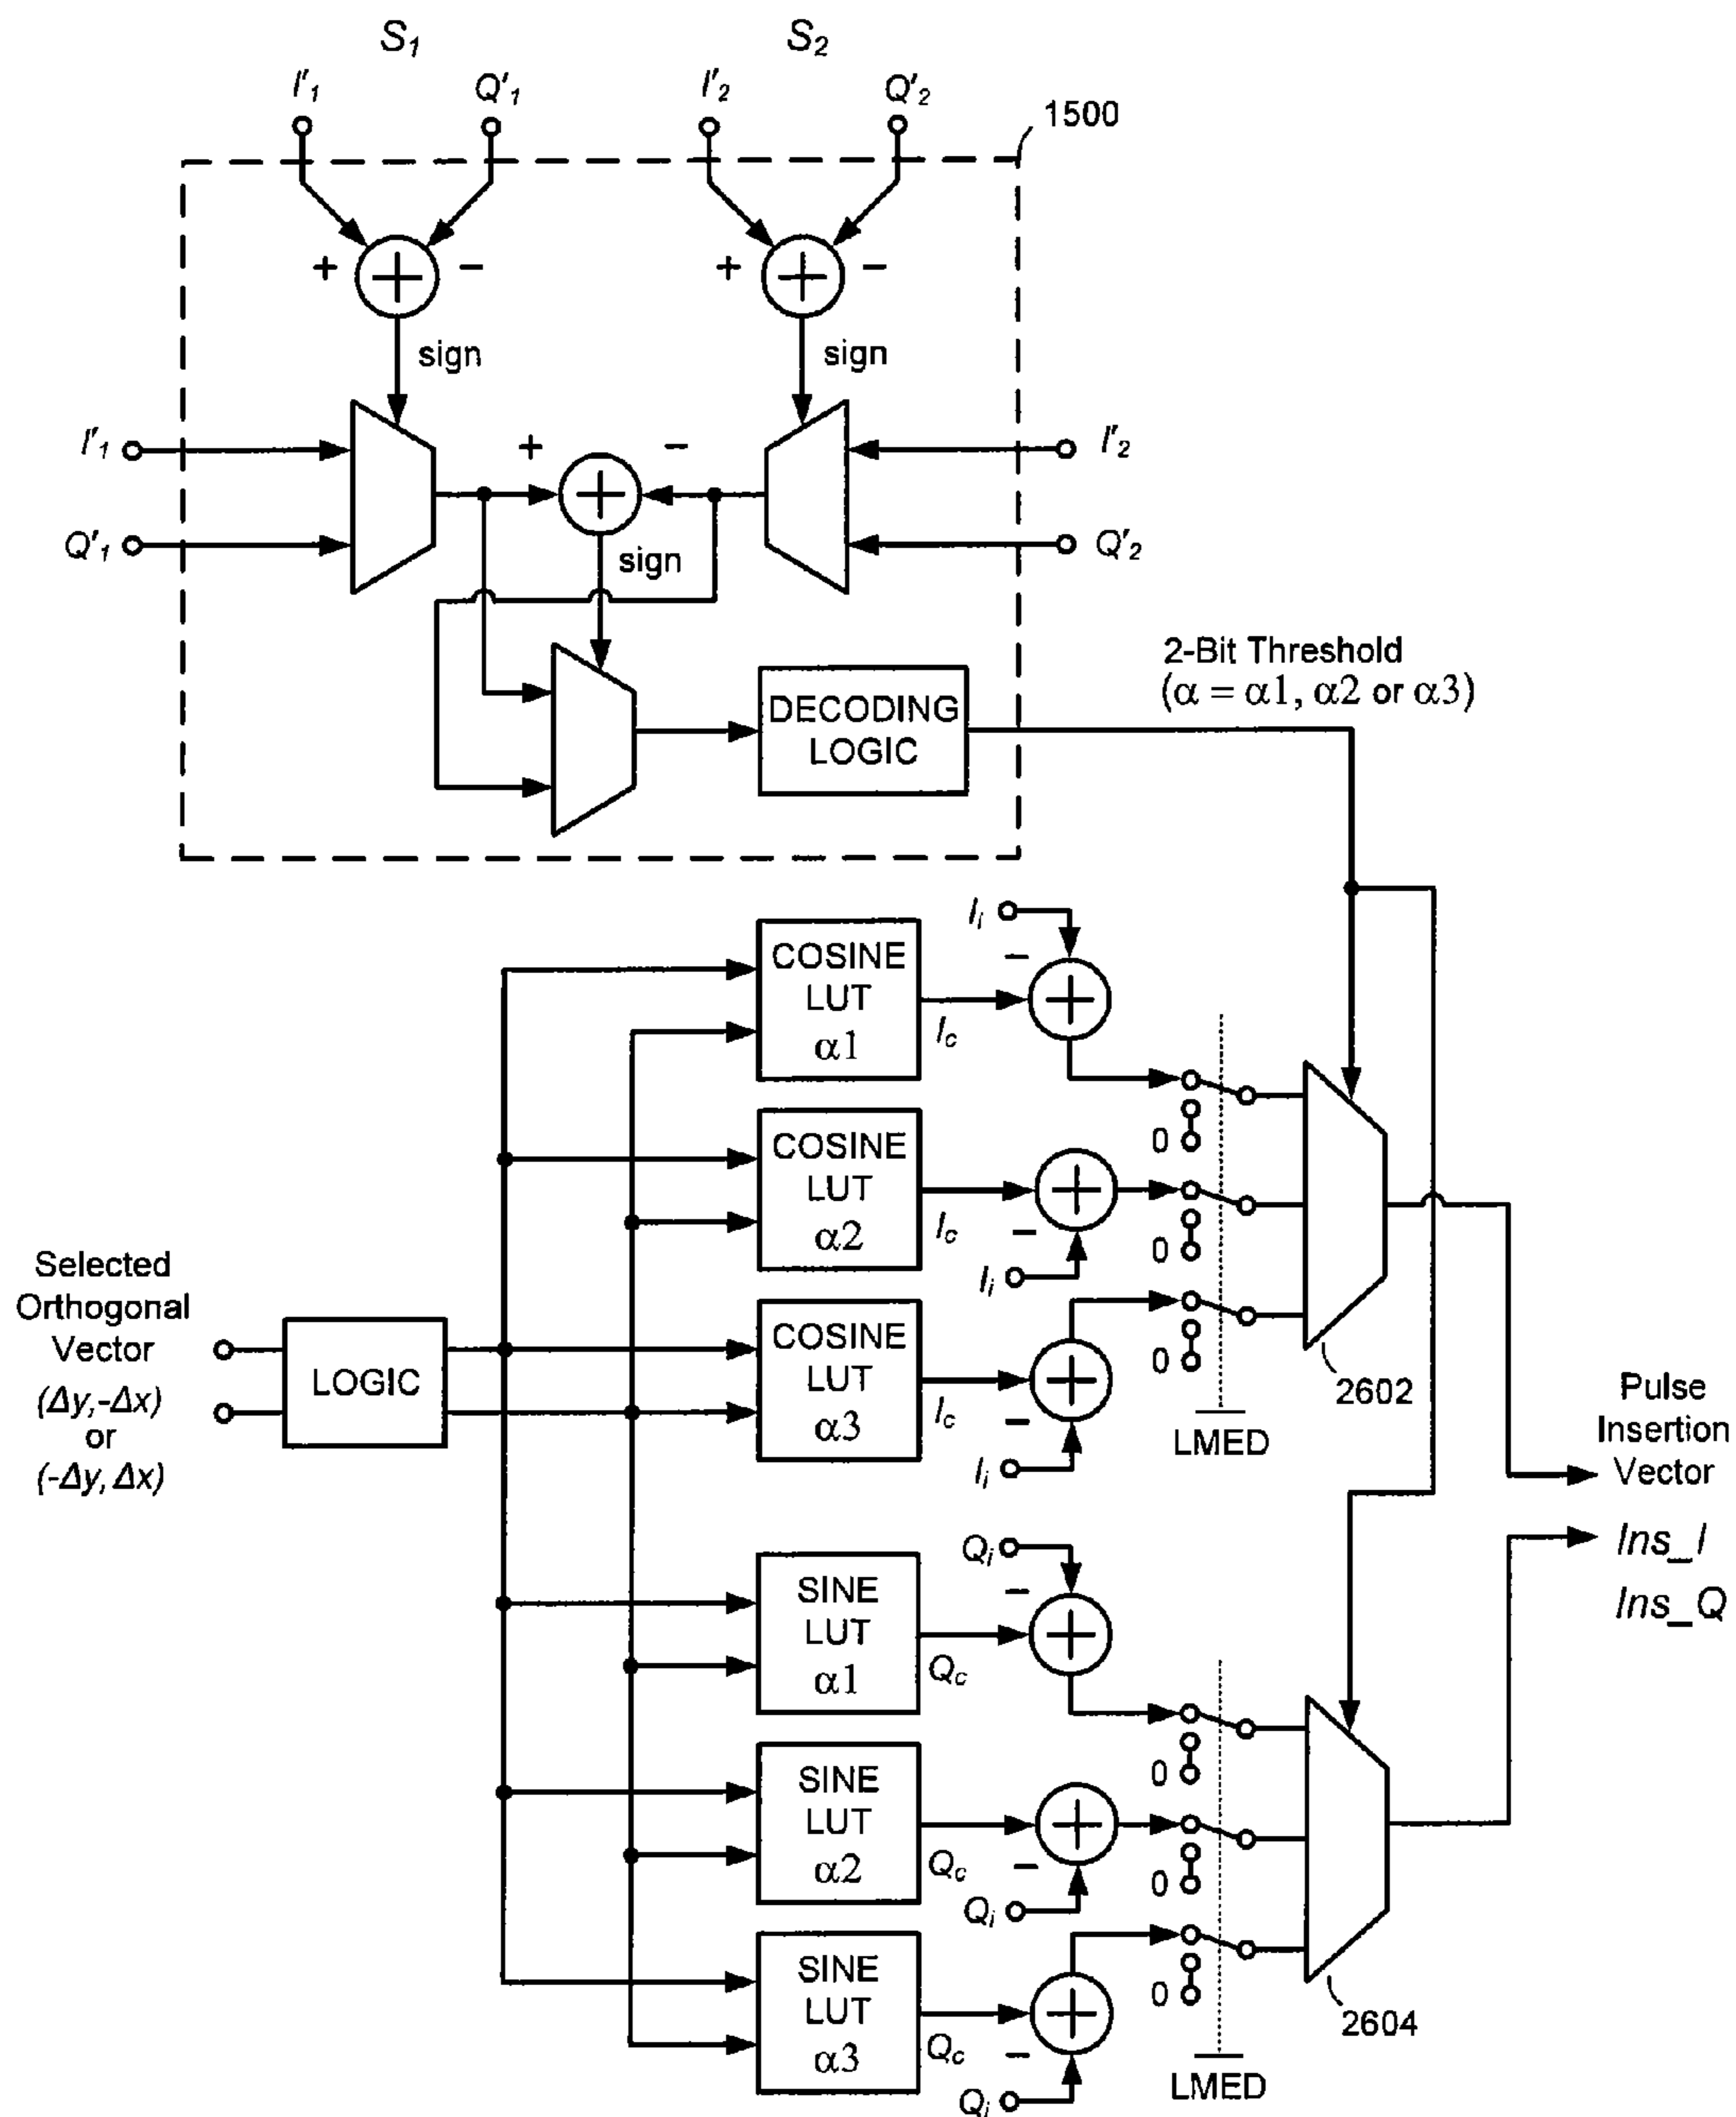 S1 S2
I'1 Q'1 I'2 Q'2
1500
+ − + −
sign sign
I'1 + − I'2
Q'1 sign Q'2
2-Bit Threshold
(α = α1, α2 or α3)
DECODING
LOGIC
Ii
−
COSINE
LUT
α1
Ic
0
COSINE
LUT
α2
Ic
−
Ii
0
COSINE
LUT
α3
Ic
−
Ii
0
2602
LMED
Selected
Orthogonal
Vector
(Δy,-Δx)
or
(-Δy, Δx)
LOGIC
Pulse
Insertion
Vector
Ins_I
Ins_Q
Qi
−
SINE
LUT
α1
Qc
0
SINE
LUT
α2
Qc
−
Qi
0
SINE
LUT
α3
Qc
−
Qi
0
2604
LMED